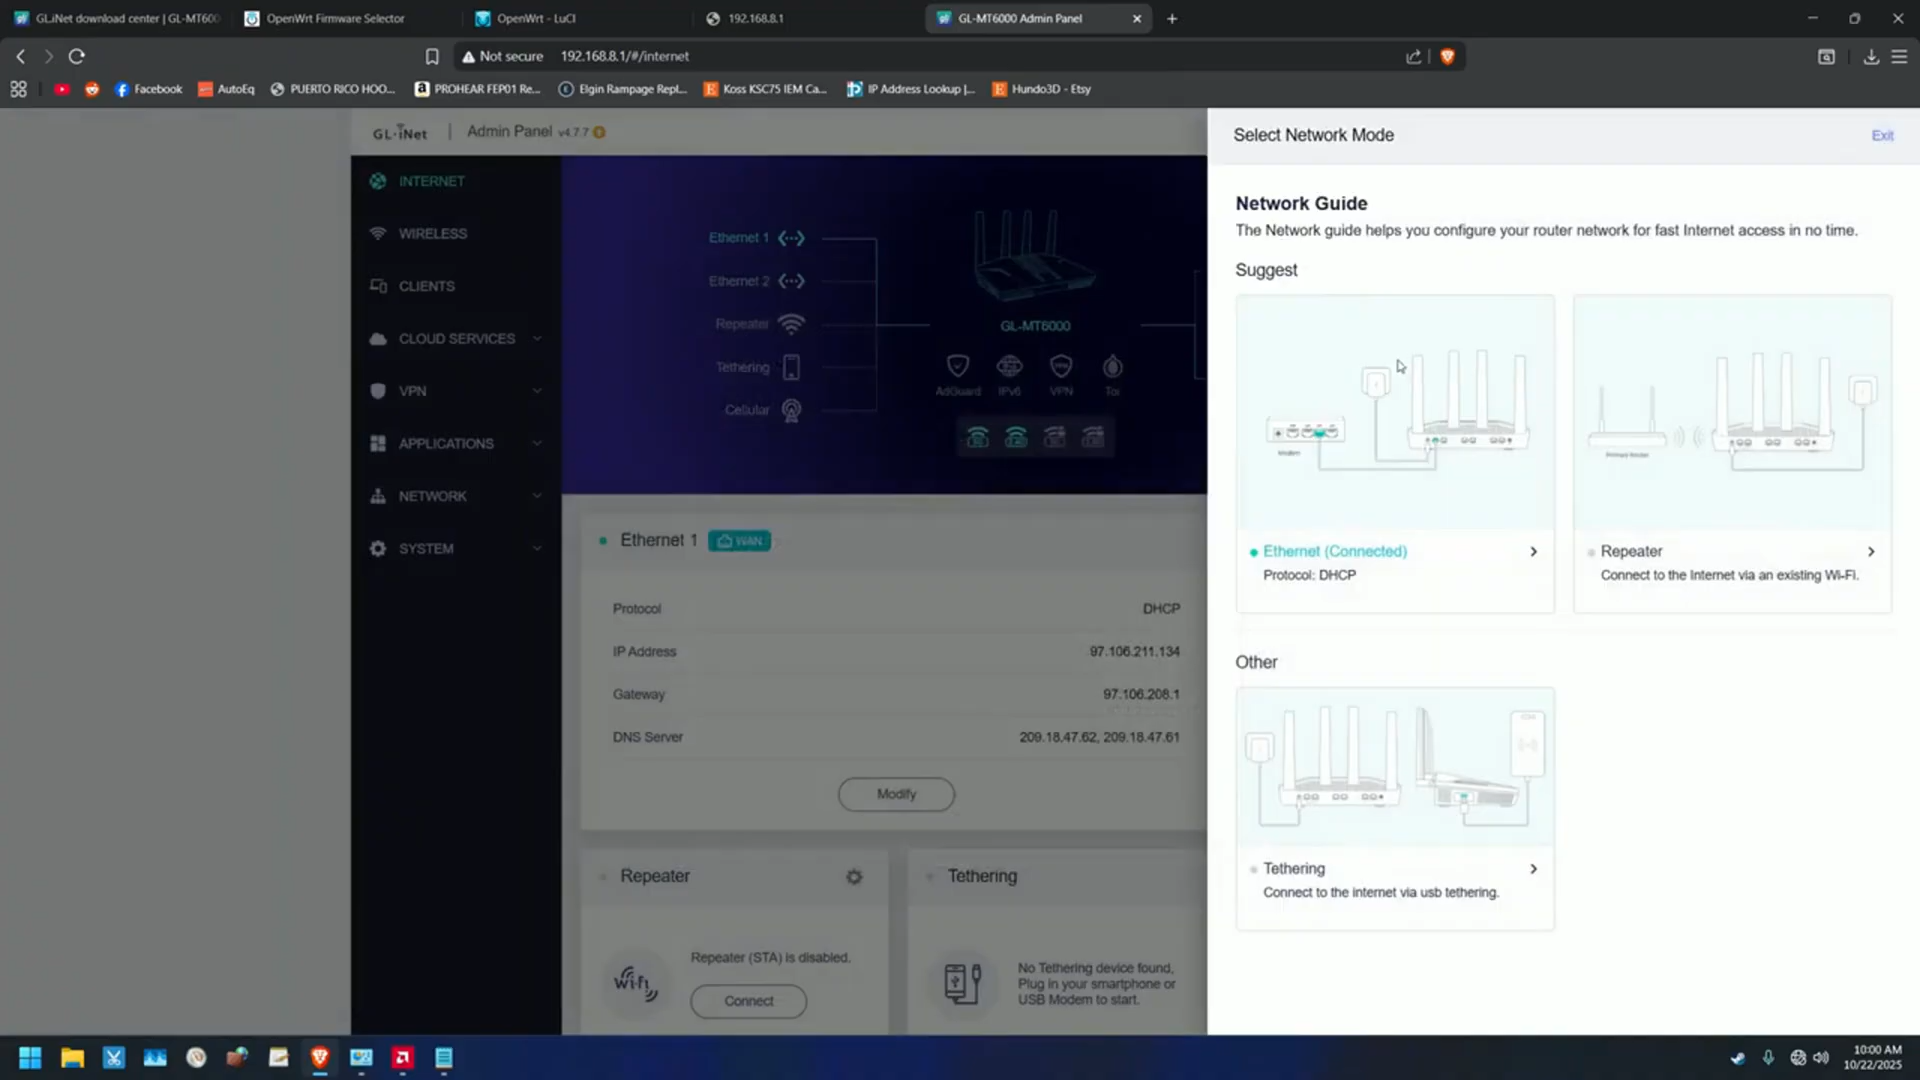 GL.iNet download center | GL-MT600
OpenWrt Firmware Selector
OpenWrt - LuCI
192.168.8.1
GL-MT6000 Admin Panel
Not secure
192.168.8.1/#/internet
Facebook
AutoEq
PUERTO RICO HOO...
PROHEAR FEP01 Re...
Elgin Rampage Repl...
Koss KSC75 IEM Ca...
IP Address Lookup |...
Hundo3D - Etsy
GL·iNet
Admin Panel v4.7.7
INTERNET
WIRELESS
CLIENTS
CLOUD SERVICES
VPN
APPLICATIONS
NETWORK
SYSTEM
Ethernet 1
Ethernet 2
Repeater
Tethering
Cellular
GL-MT6000
AdGuard
IPv6
VPN
Tor
Ethernet 1
WAN
Protocol
DHCP
IP Address
97.106.211.134
Gateway
97.106.208.1
DNS Server
209.18.47.62, 209.18.47.61
Modify
Repeater
Wi-Fi
Repeater (STA) is disabled.
Connect
Tethering
No Tethering device found,
Plug in your smartphone or
USB Modem to start.
Select Network Mode
Exit
Network Guide
The Network guide helps you configure your router network for fast Internet access in no time.
Suggest
Modem
Ethernet (Connected)
Protocol: DHCP
Primary Router
Repeater
Connect to the Internet via an existing Wi-Fi.
Other
Tethering
Connect to the internet via usb tethering.
10:00 AM
10/22/2025